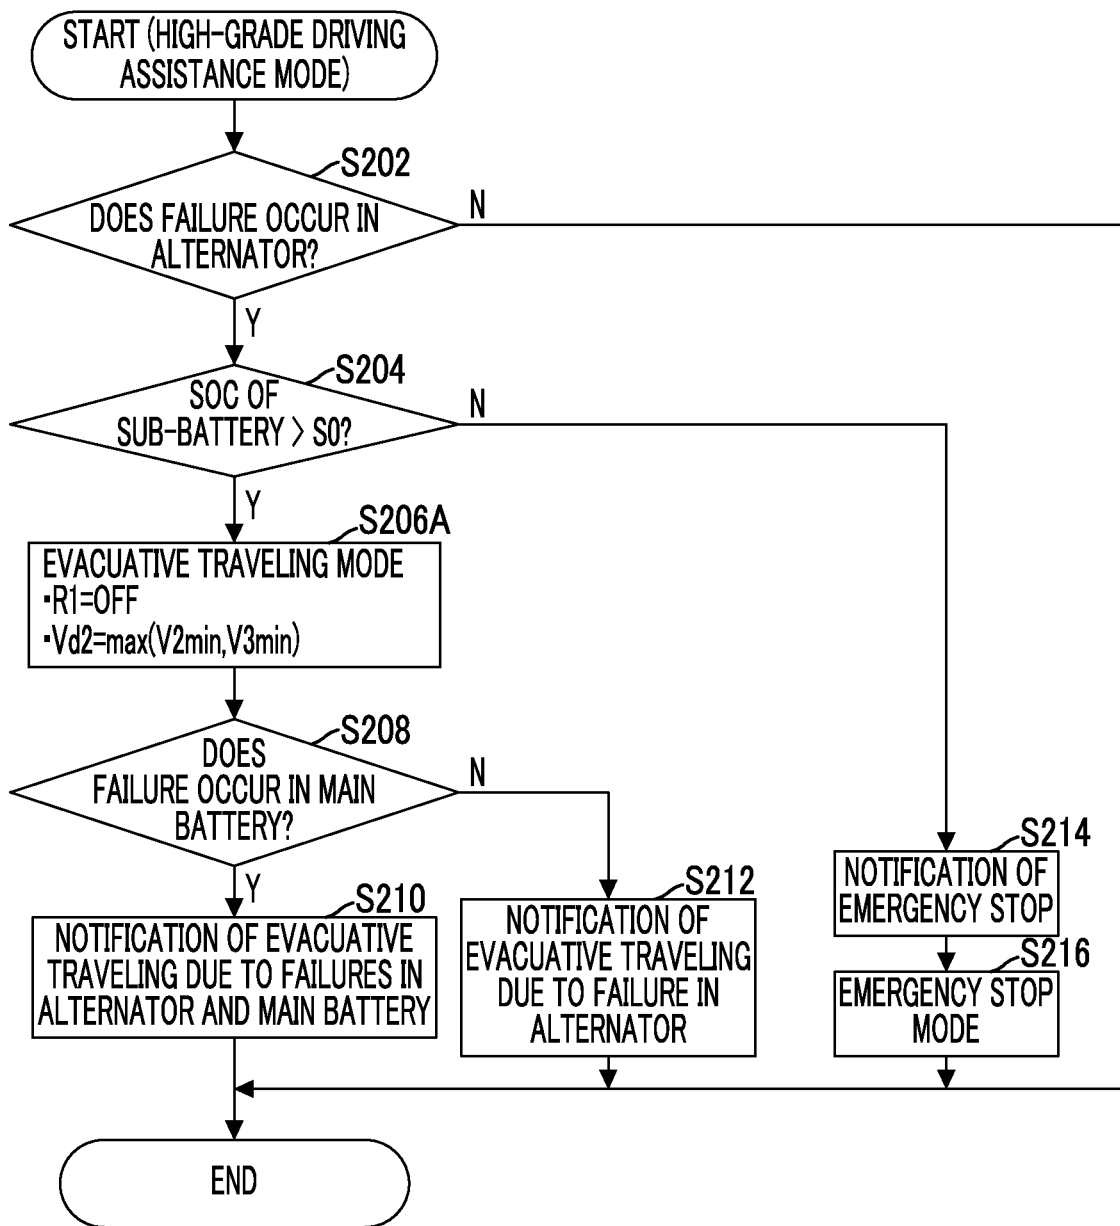 START (HIGH-GRADE DRIVING
ASSISTANCE MODE)
S202
DOES FAILURE OCCUR IN
ALTERNATOR?
N
Y
S204
SOC OF
SUB-BATTERY > S0?
N
Y
S206A
EVACUATIVE TRAVELING MODE
▪R1=OFF
▪Vd2=max(V2min,V3min)
S208
DOES
FAILURE OCCUR IN MAIN
BATTERY?
N
Y
S210
NOTIFICATION OF EVACUATIVE
TRAVELING DUE TO FAILURES IN
ALTERNATOR AND MAIN BATTERY
S212
NOTIFICATION OF
EVACUATIVE TRAVELING
DUE TO FAILURE IN
ALTERNATOR
S214
NOTIFICATION OF
EMERGENCY STOP
S216
EMERGENCY STOP
MODE
END